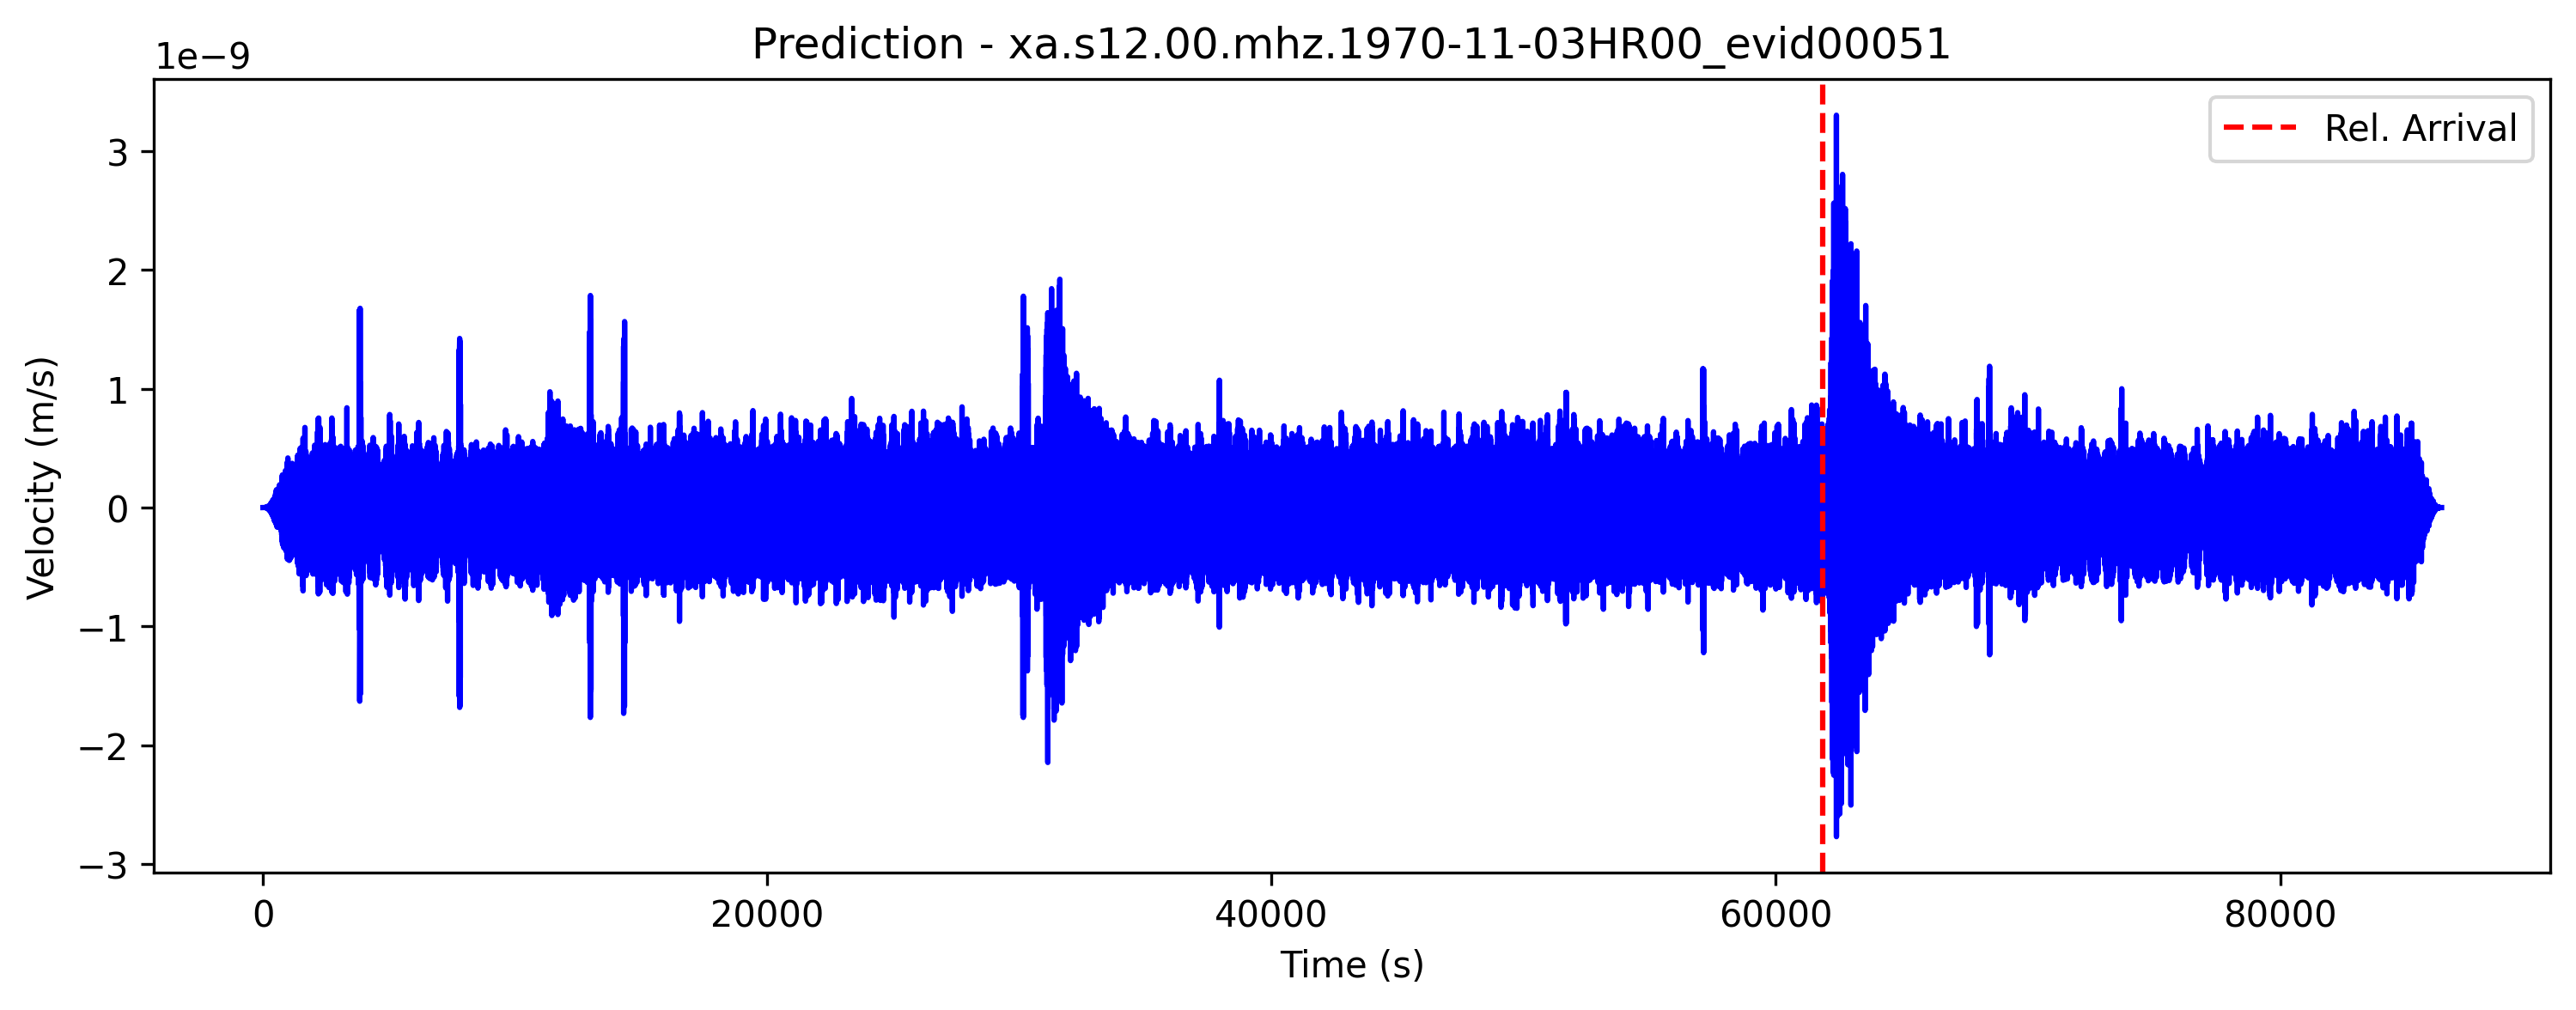 Prediction - xa.s12.00.mhz.1970-11-03HR00_evid00051
1e−9
Rel. Arrival
3
2
1
0
−1
−2
−3
Velocity (m/s)
0 20000 40000 60000 80000
Time (s)